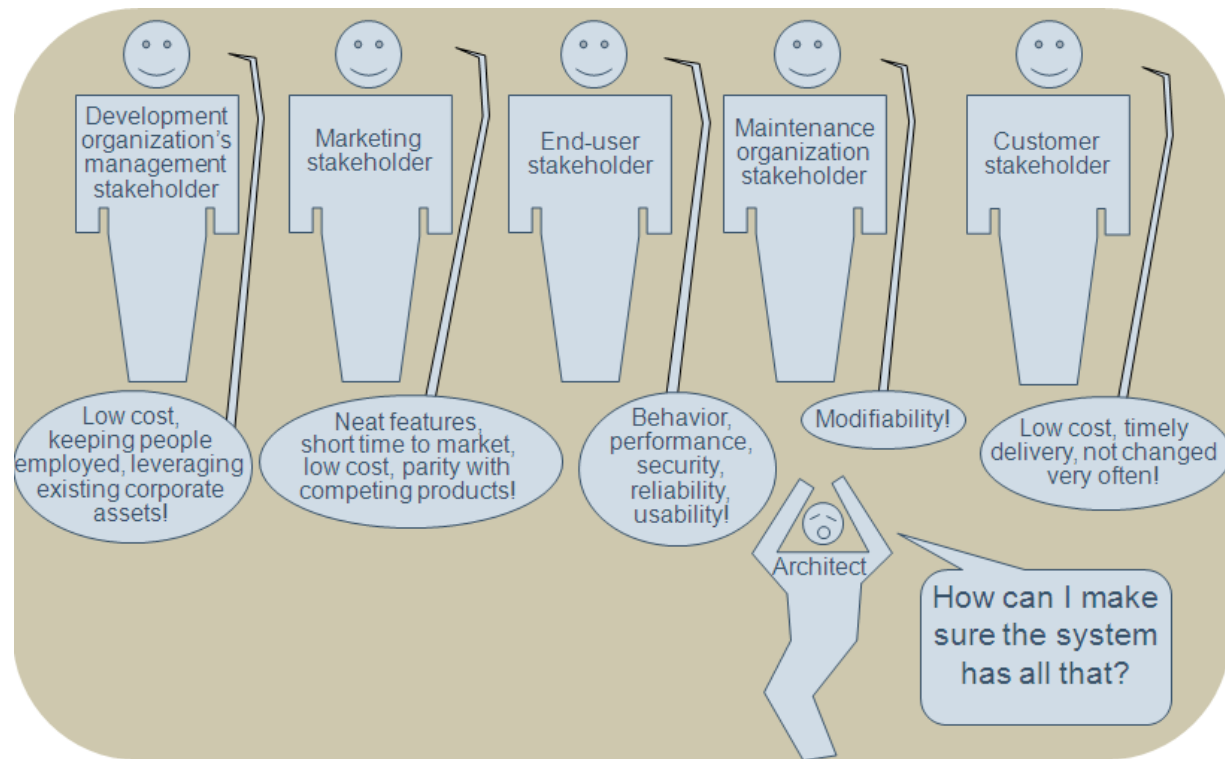 Development
organization's
management
stakeholder
Marketing
stakeholder
End-user
stakeholder
Maintenance
organization
stakeholder
Customer
stakeholder
Low cost,
keeping people
employed, leveraging
existing corporate
assets!
Neat features,
short time to market,
low cost, parity with
competing products!
Behavior,
performance,
security,
reliability,
usability!
Modifiability!
Low cost, timely
delivery, not changed
very often!
Architect
How can I make
sure the system
has all that?